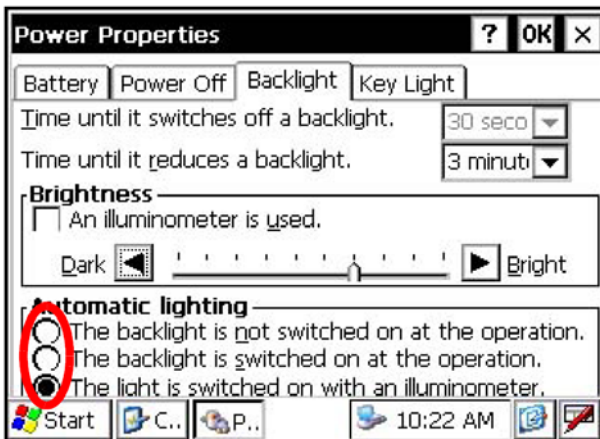 Power Properties ? OK ×
Battery Power Off Backlight Key Light
Time until it switches off a backlight. 30 seco
Time until it reduces a backlight. 3 minut
Brightness
An illuminometer is used.
Dark Bright
Automatic lighting
The backlight is not switched on at the operation.
The backlight is switched on at the operation.
The light is switched on with an illuminometer.
Start C.. P.. 10:22 AM